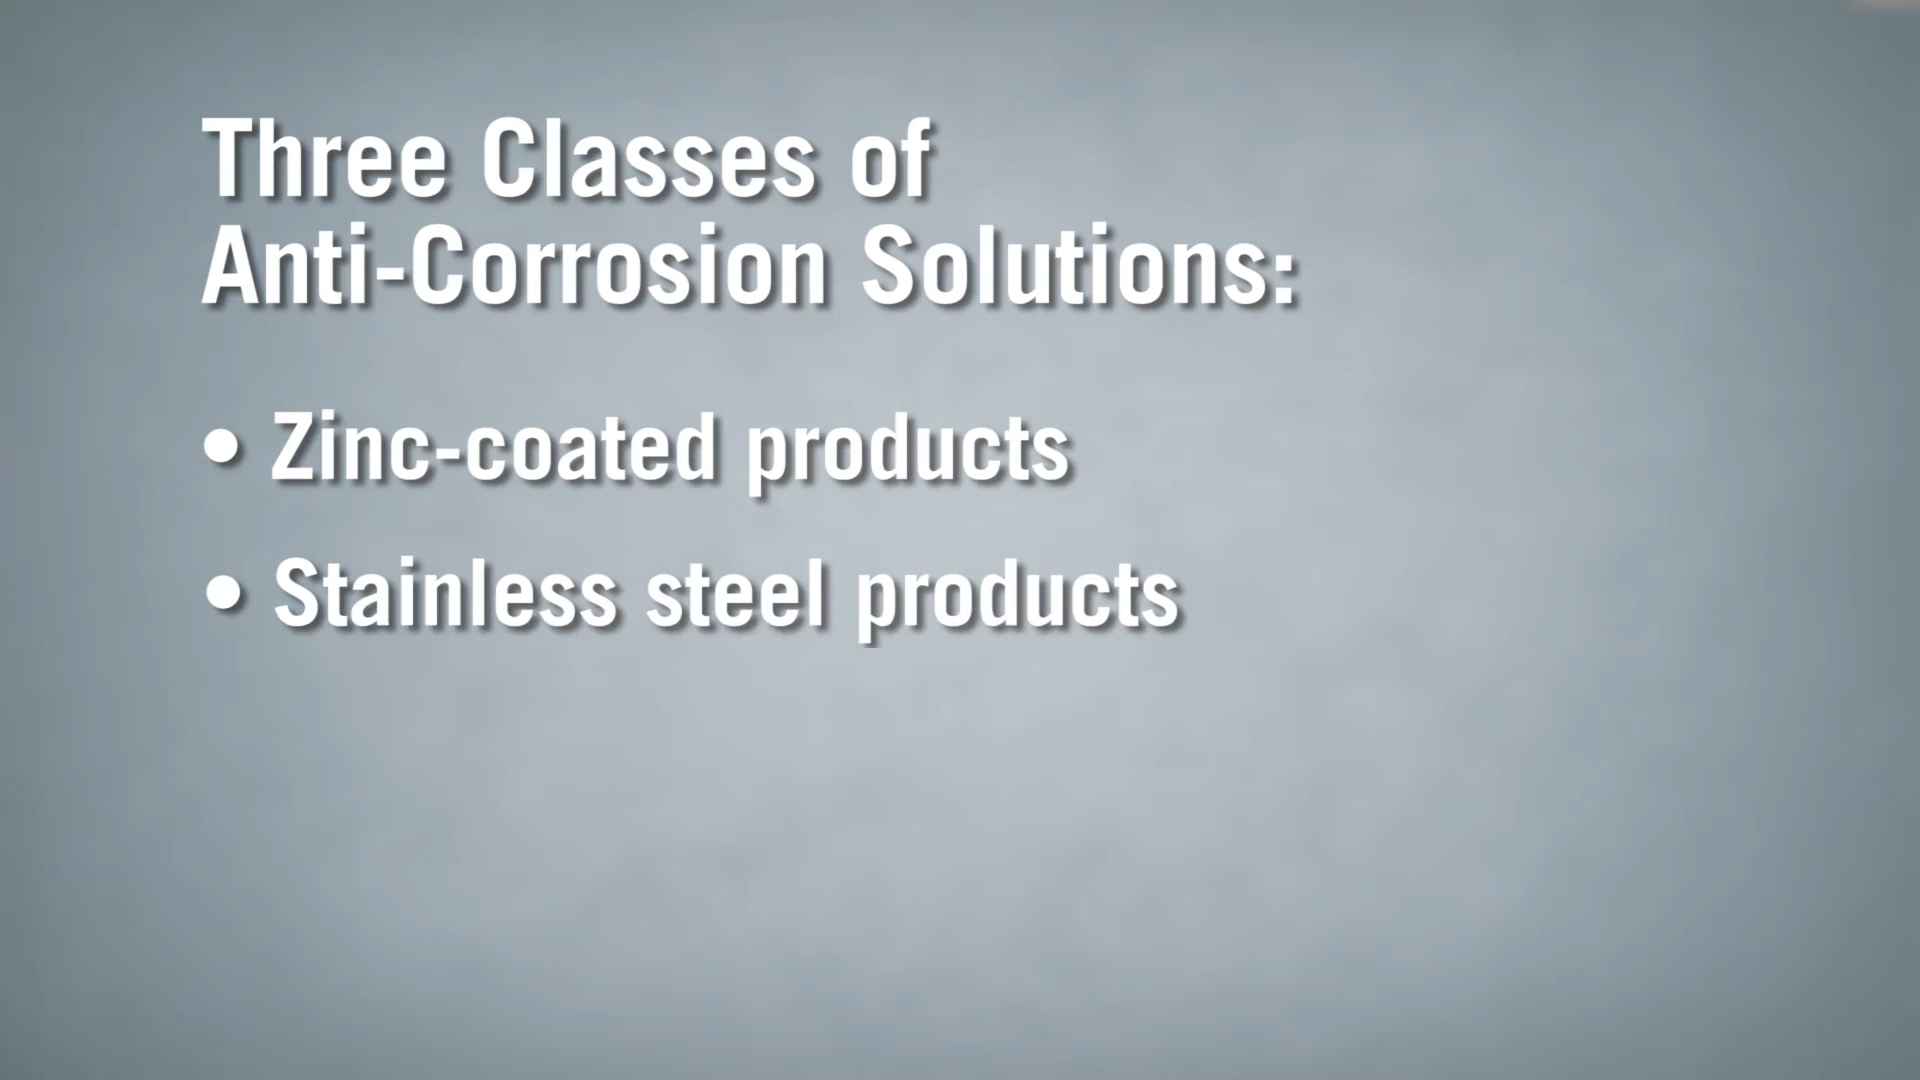 Three Classes of
Anti-Corrosion Solutions:
• Zinc-coated products
• Stainless steel products